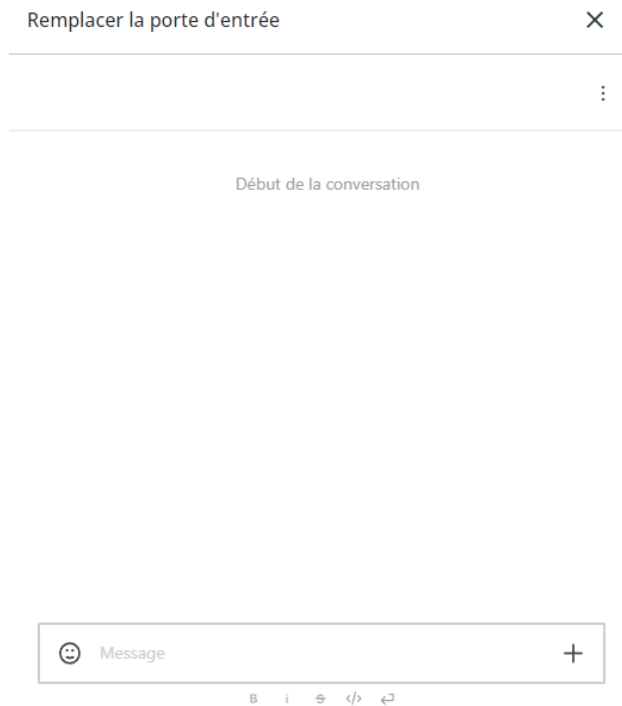 Remplacer la porte d'entrée
Début de la conversation
Message
B i S </>